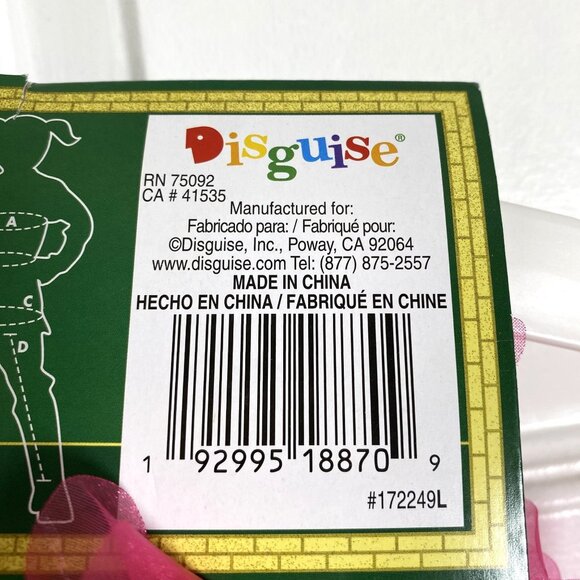 Disguise®
RN 75092
CA # 41535
Manufactured for:
Fabricado para: / Fabriqué pour:
©Disguise, Inc., Poway, CA 92064
www.disguise.com Tel: (877) 875-2557
MADE IN CHINA
HECHO EN CHINA / FABRIQUÉ EN CHINE
1 92995 18870 9
#172249L
A
C
D